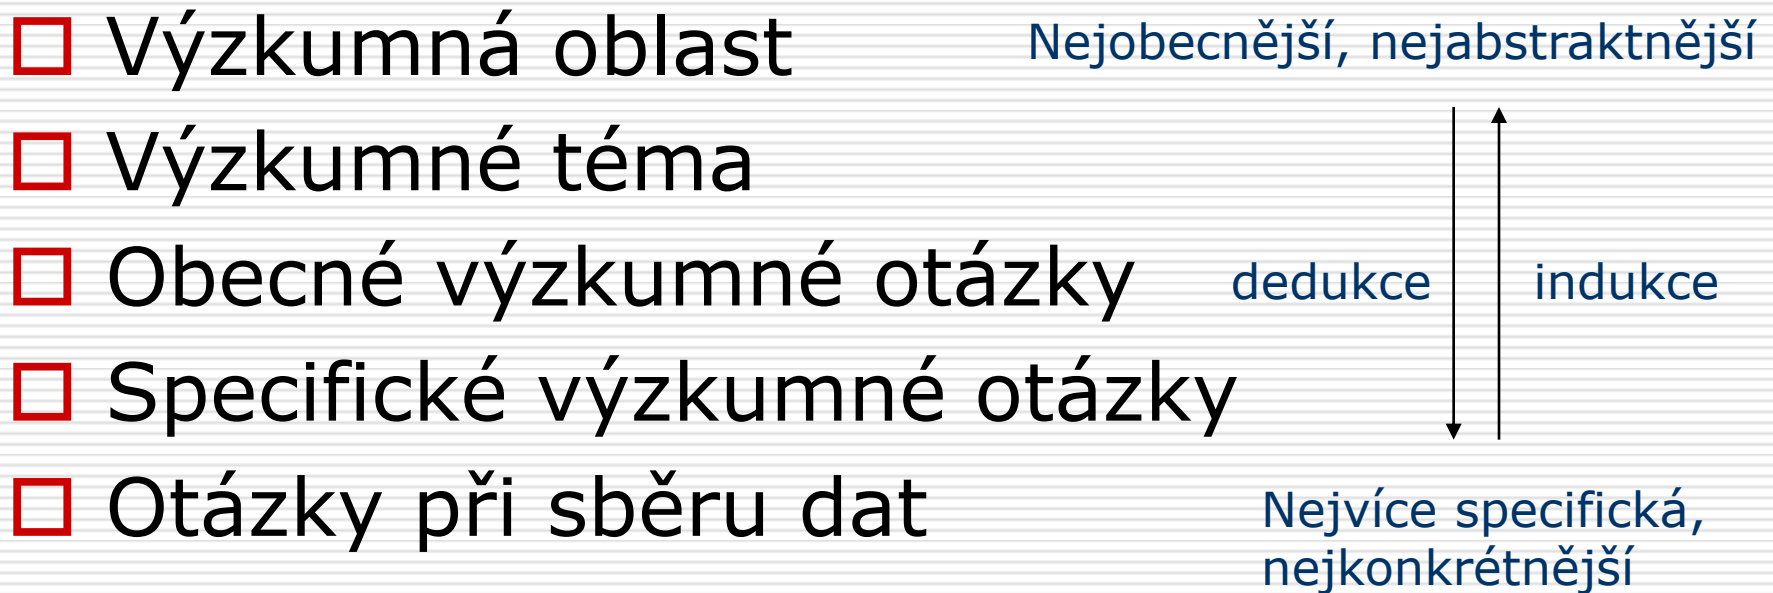 Výzkumná oblast
Nejobecnější, nejabstraktnější
Výzkumné téma
Obecné výzkumné otázky
dedukce
indukce
Specifické výzkumné otázky
Otázky při sběru dat
Nejvíce specifická,
nejkonkrétnější